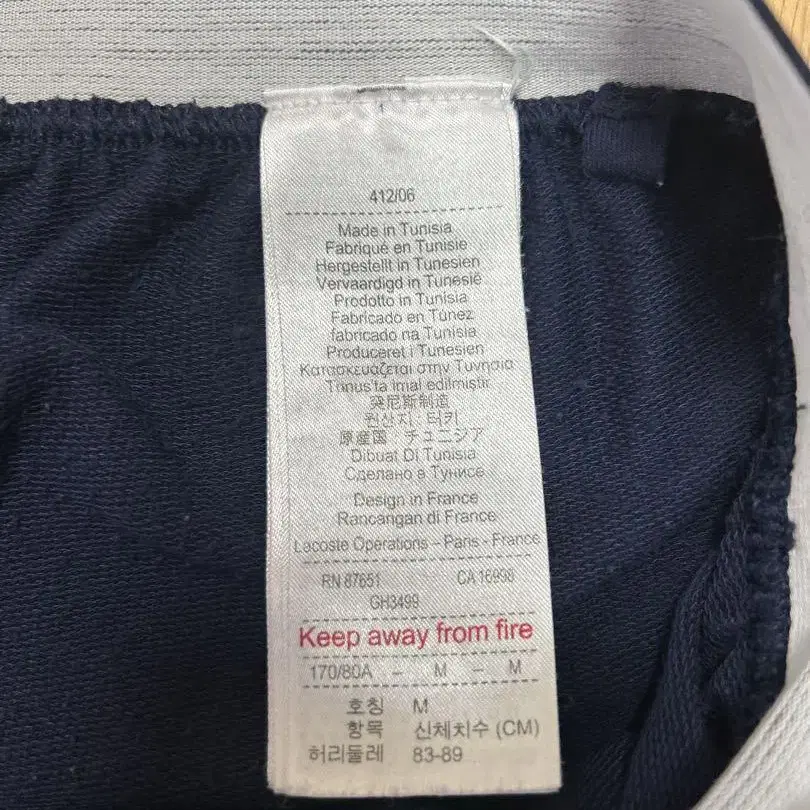 412/06
Made in Tunisia
Fabriqué en Tunisie
Hergestellt in Tunesien
Vervaardigd in Tunesië
Prodotto in Tunisia
Fabricado en Túnez
fabricado na Tunisia
Produceret i Tunesien
Κατασκευάζεται στην Τυνησία
Tunus'ta imal edilmiştir
突尼斯制造
원산지 : 터키
原産国 : チュニジア
Dibuat Di Tunisia
Сделано в Тунисе
Design in France
Rancangan di France
Lacoste Operations – Paris - France
RN 87651 CA 16998
GH3499
Keep away from fire
170/80A – M – M
호칭 M
항목 신체치수 (CM)
허리둘레 83-89